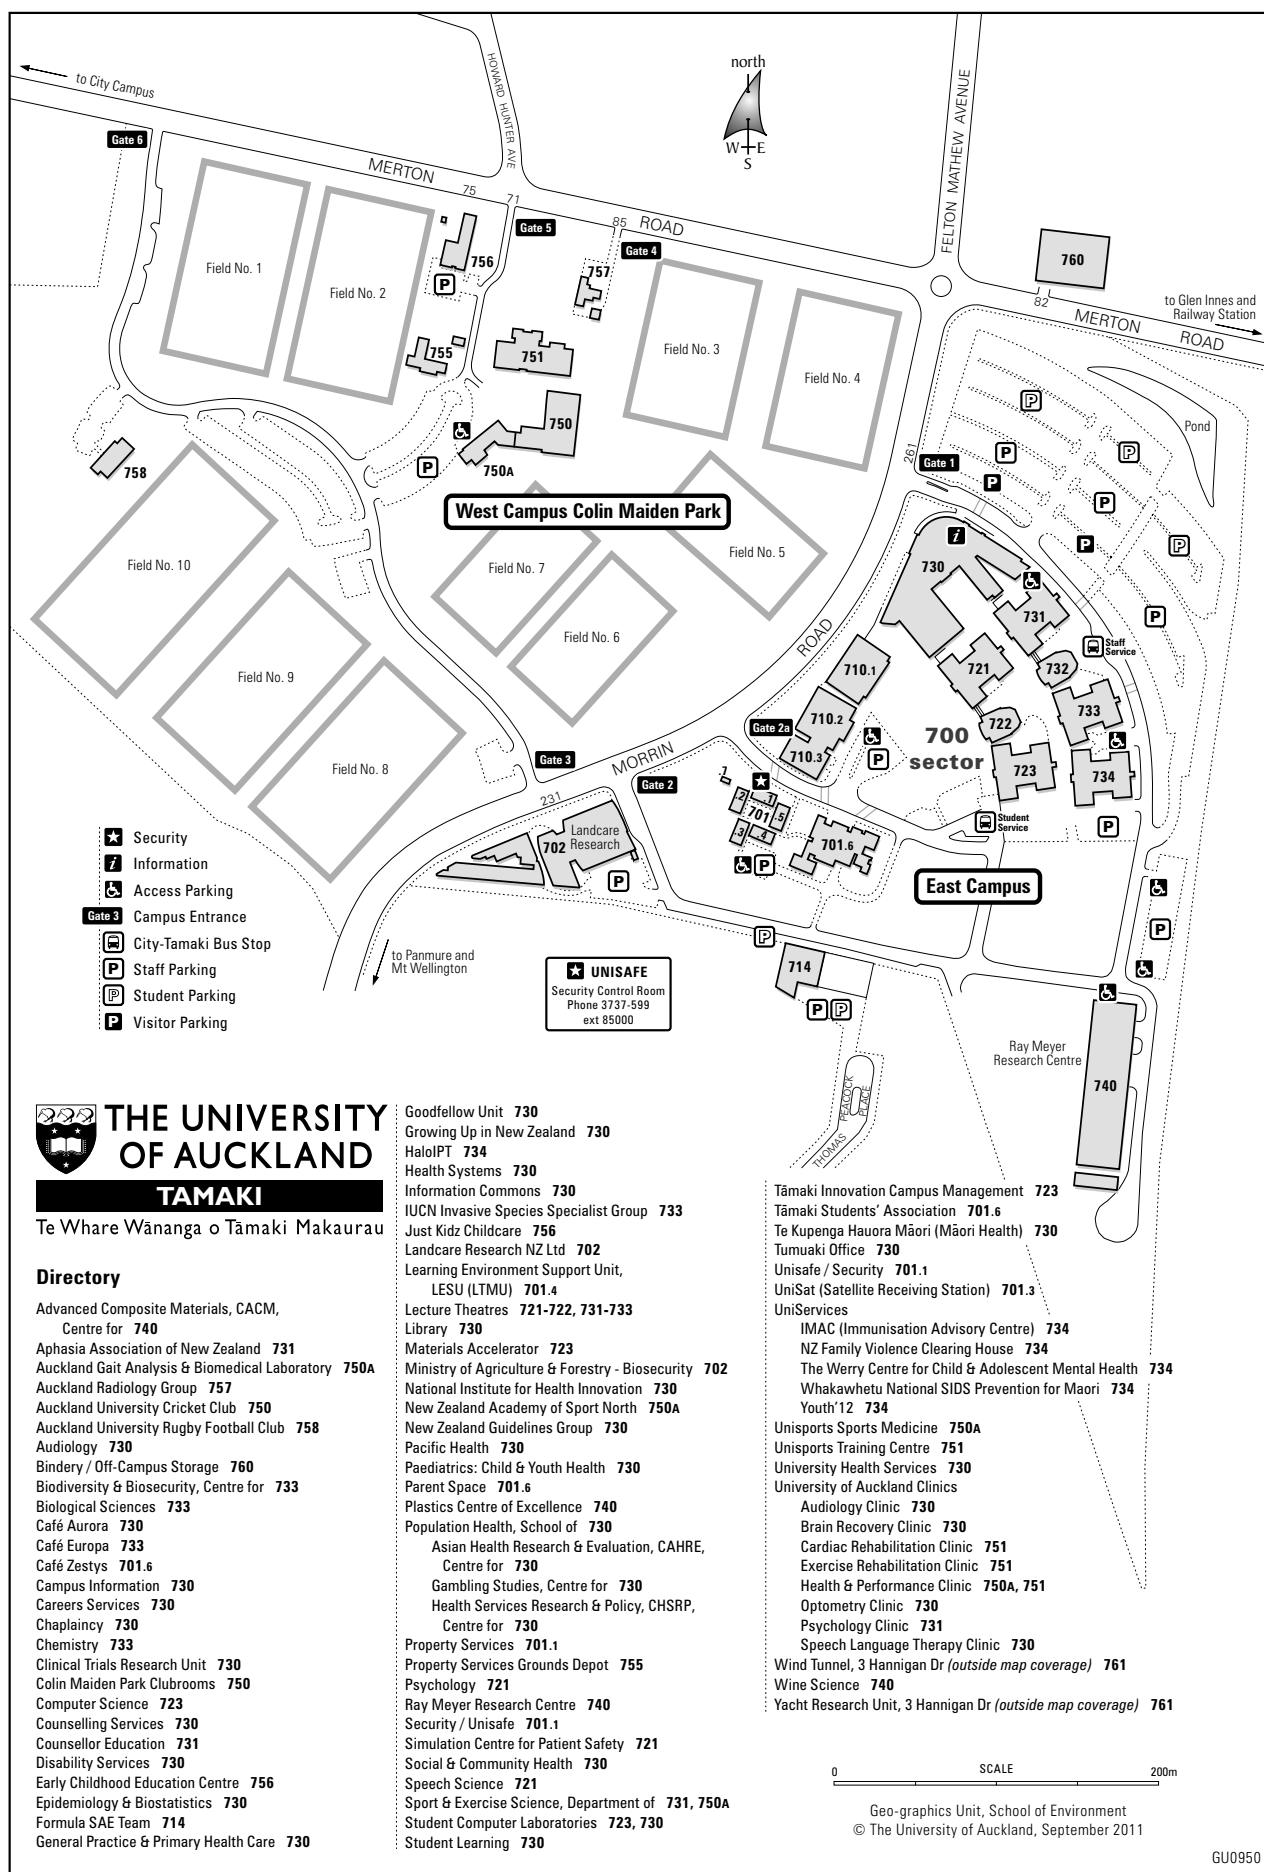 north
W E
S
to City Campus
HOWARD HUNTER AVE
FELTON MATHEW AVENUE
Gate 6
MERTON
75
71
Gate 5
85
ROAD
Gate 4
760
82
MERTON
ROAD
to Glen Innes and
Railway Station
Field No. 1
Field No. 2
756
P
757
Field No. 3
Field No. 4
755
751
750
750A
P
758
261
Gate 1
P
P
P
P
P
P
P
P
Pond
West Campus Colin Maiden Park
Field No. 10
Field No. 7
Field No. 5
Field No. 6
Field No. 9
Field No. 8
i
730
731
Staff
Service
721
732
733
722
723
734
700
sector
710.1
710.2
710.3
Gate 2a
P
ROAD
MORRIN
Gate 3
Gate 2
231
.7
.2
.1
701
.5
.3
.4
701.6
P
Student
Service
P
702
Landcare
Research
P
East Campus
P
Security
i Information
Access Parking
Gate 3 Campus Entrance
City-Tamaki Bus Stop
P Staff Parking
P Student Parking
P Visitor Parking
to Panmure and
Mt Wellington
UNISAFE
Security Control Room
Phone 3737-599
ext 85000
P
714
P P
Ray Meyer
Research Centre
740
THOMAS PEACOCK
PLACE
THE UNIVERSITY
OF AUCKLAND
TAMAKI
Te Whare Wānanga o Tāmaki Makaurau
Directory
Advanced Composite Materials, CACM,
Centre for 740
Aphasia Association of New Zealand 731
Auckland Gait Analysis & Biomedical Laboratory 750A
Auckland Radiology Group 757
Auckland University Cricket Club 750
Auckland University Rugby Football Club 758
Audiology 730
Bindery / Off-Campus Storage 760
Biodiversity & Biosecurity, Centre for 733
Biological Sciences 733
Café Aurora 730
Café Europa 733
Café Zestys 701.6
Campus Information 730
Careers Services 730
Chaplaincy 730
Chemistry 733
Clinical Trials Research Unit 730
Colin Maiden Park Clubrooms 750
Computer Science 723
Counselling Services 730
Counsellor Education 731
Disability Services 730
Early Childhood Education Centre 756
Epidemiology & Biostatistics 730
Formula SAE Team 714
General Practice & Primary Health Care 730
Goodfellow Unit 730
Growing Up in New Zealand 730
HaloIPT 734
Health Systems 730
Information Commons 730
IUCN Invasive Species Specialist Group 733
Just Kidz Childcare 756
Landcare Research NZ Ltd 702
Learning Environment Support Unit,
LESU (LTMU) 701.4
Lecture Theatres 721-722, 731-733
Library 730
Materials Accelerator 723
Ministry of Agriculture & Forestry - Biosecurity 702
National Institute for Health Innovation 730
New Zealand Academy of Sport North 750A
New Zealand Guidelines Group 730
Pacific Health 730
Paediatrics: Child & Youth Health 730
Parent Space 701.6
Plastics Centre of Excellence 740
Population Health, School of 730
Asian Health Research & Evaluation, CAHRE,
Centre for 730
Gambling Studies, Centre for 730
Health Services Research & Policy, CHSRP,
Centre for 730
Property Services 701.1
Property Services Grounds Depot 755
Psychology 721
Ray Meyer Research Centre 740
Security / Unisafe 701.1
Simulation Centre for Patient Safety 721
Social & Community Health 730
Speech Science 721
Sport & Exercise Science, Department of 731, 750A
Student Computer Laboratories 723, 730
Student Learning 730
Tāmaki Innovation Campus Management 723
Tāmaki Students' Association 701.6
Te Kupenga Hauora Māori (Māori Health) 730
Tumuaki Office 730
Unisafe / Security 701.1
UniSat (Satellite Receiving Station) 701.3
UniServices
IMAC (Immunisation Advisory Centre) 734
NZ Family Violence Clearing House 734
The Werry Centre for Child & Adolescent Mental Health 734
Whakawhetu National SIDS Prevention for Maori 734
Youth'12 734
Unisports Sports Medicine 750A
Unisports Training Centre 751
University Health Services 730
University of Auckland Clinics
Audiology Clinic 730
Brain Recovery Clinic 730
Cardiac Rehabilitation Clinic 751
Exercise Rehabilitation Clinic 751
Health & Performance Clinic 750A, 751
Optometry Clinic 730
Psychology Clinic 731
Speech Language Therapy Clinic 730
Wind Tunnel, 3 Hannigan Dr (outside map coverage) 761
Wine Science 740
Yacht Research Unit, 3 Hannigan Dr (outside map coverage) 761
0 SCALE 200m
Geo-graphics Unit, School of Environment
© The University of Auckland, September 2011
GU0950